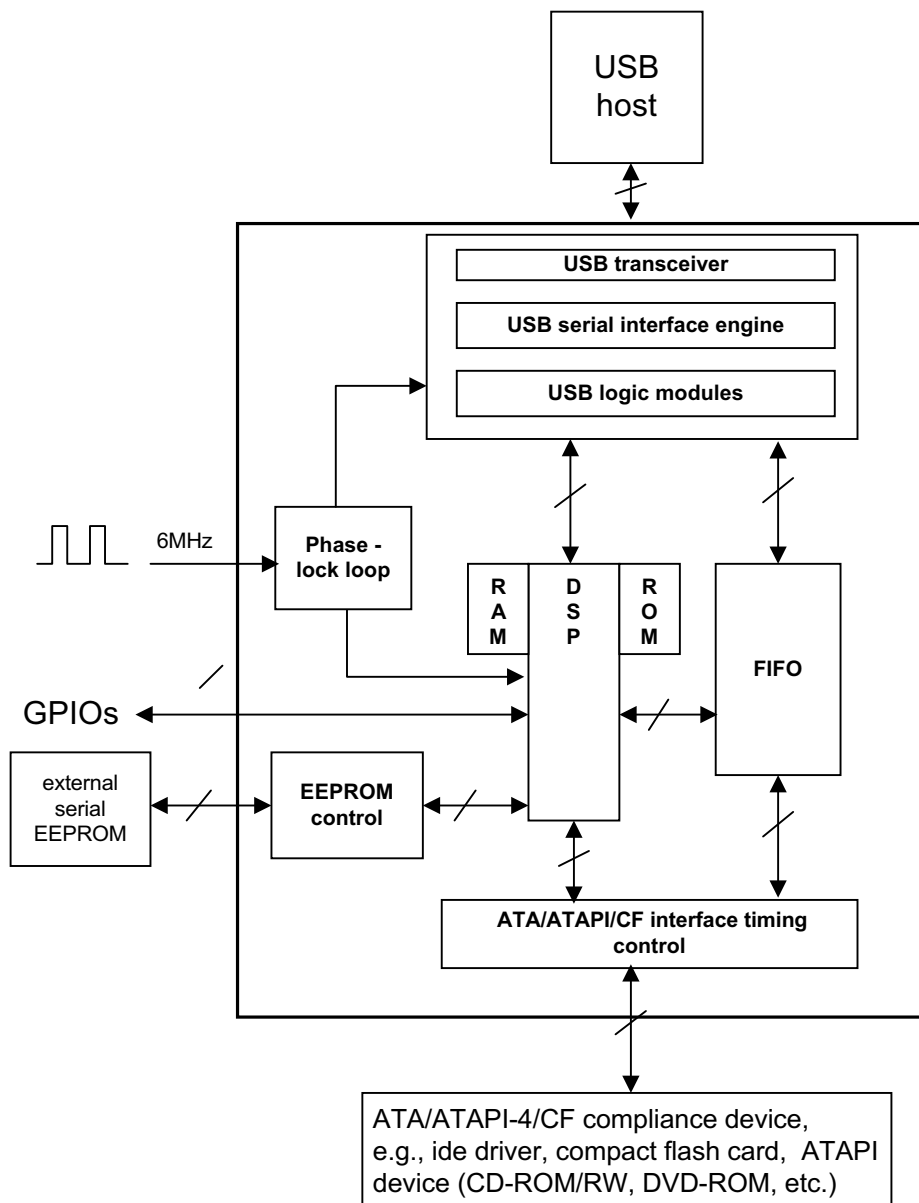 USB
host
USB transceiver
USB serial interface engine
USB logic modules
6MHz
Phase -
lock loop
R
A
M
D
S
P
R
O
M
FIFO
GPIOs
external
serial
EEPROM
EEPROM
control
ATA/ATAPI/CF interface timing
control
ATA/ATAPI-4/CF compliance device,
e.g., ide driver, compact flash card, ATAPI
device (CD-ROM/RW, DVD-ROM, etc.)